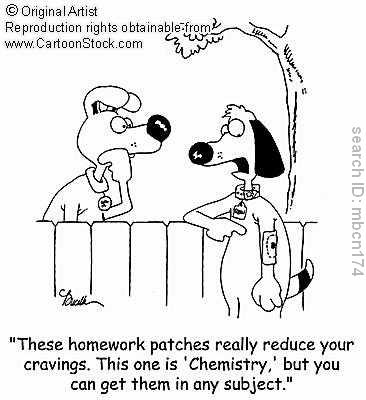 © Original Artist
Reproduction rights obtainable from
www.CartoonStock.com
search ID: mbcn174
"These homework patches really reduce your
cravings. This one is 'Chemistry,' but you
can get them in any subject."